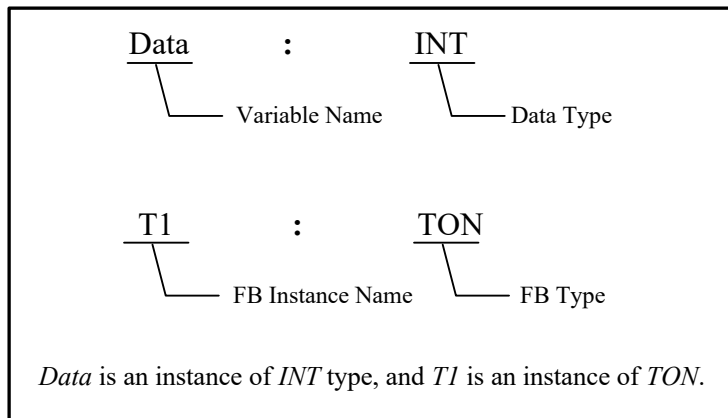 Data : INT
Variable Name Data Type
T1 : TON
FB Instance Name FB Type
Data is an instance of INT type, and T1 is an instance of TON.